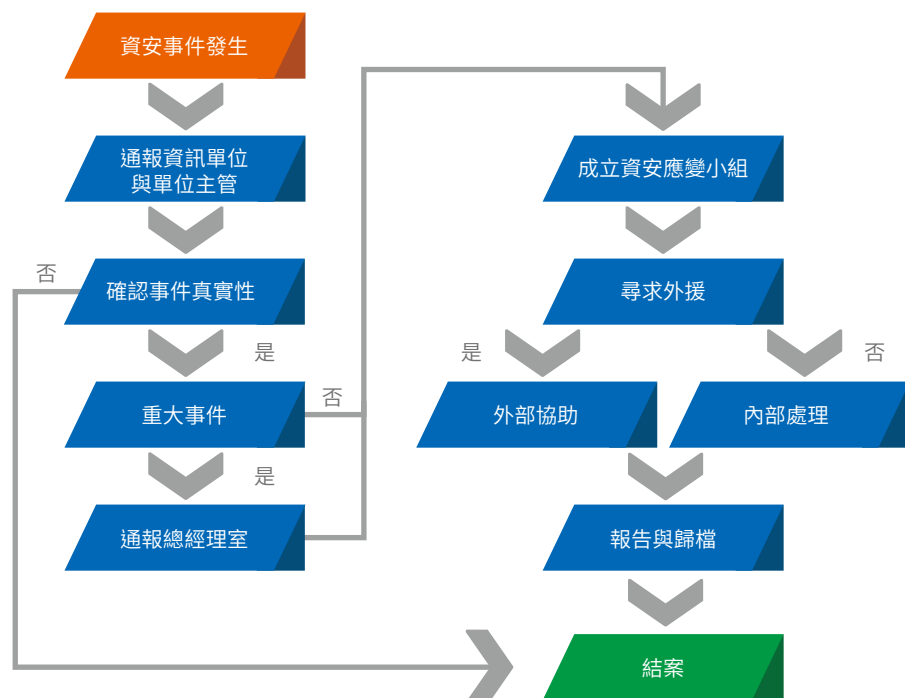 資安事件發生
通報資訊單位
與單位主管
否
確認事件真實性
是
重大事件
否
是
通報總經理室
成立資安應變小組
尋求外援
是
否
外部協助
內部處理
報告與歸檔
結案